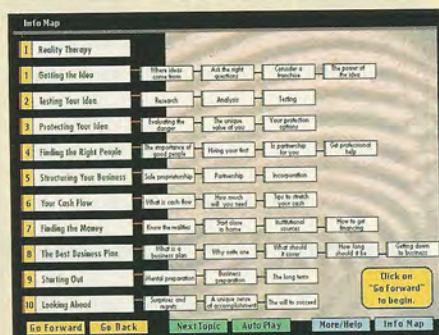 Info Map
I Reality Therapy
1 Getting the Idea
Where ideas come from
Ask the right questions
Consider a franchise
The power of the idea
2 Testing Your Idea
Research
Analysis
Testing
3 Protecting Your Idea
Evaluating the danger
The unique value of you
Your protection options
4 Finding the Right People
The importance of good people
Hiring your first
Is partnership for you
Get professional help
5 Structuring Your Business
Sole proprietorship
Partnership
Incorporation
6 Your Cash Flow
What is cash flow
How much will you need
Tips to stretch your cash
7 Finding the Money
Know the realities
Start close to home
Institutional sources
How to get financing
8 The Best Business Plan
What is a business plan
Why write one
What should it cover
How long should it be
Getting down to business
9 Starting Out
Mental preparation
Business preparation
The long term
10 Looking Ahead
Surprises and regrets
A unique sense of accomplishment
The will to succeed
Click on
"Go Forward"
to begin.
Go Forward Go Back Next Topic Auto Play More/Help Info Map